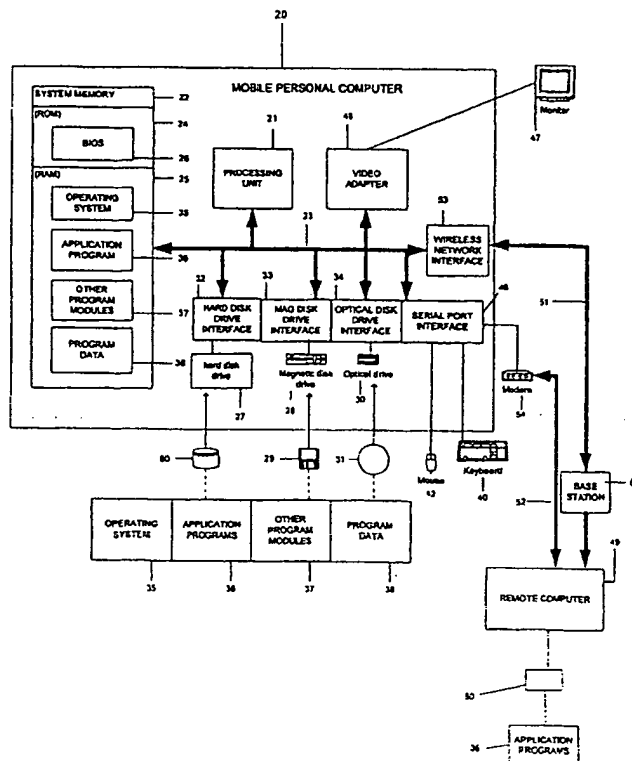 20
SYSTEM MEMORY
22
(ROM)
24
BIOS
26
(RAM)
25
OPERATING
SYSTEM
35
APPLICATION
PROGRAM
36
OTHER
PROGRAM
MODULES
37
PROGRAM
DATA
38
MOBILE PERSONAL COMPUTER
21
PROCESSING
UNIT
48
VIDEO
ADAPTER
Monitor
47
23
53
WIRELESS
NETWORK
INTERFACE
32
HARD DISK
DRIVE
INTERFACE
33
MAG DISK
DRIVE
INTERFACE
34
OPTICAL DISK
DRIVE
INTERFACE
SERIAL PORT
INTERFACE
46
hard disk
drive
27
Magnetic disk
drive
28
Optical drive
30
51
Modem
54
60
29
31
Mouse
42
Keyboard
40
52
BASE
STATION
6
OPERATING
SYSTEM
APPLICATION
PROGRAMS
OTHER
PROGRAM
MODULES
PROGRAM
DATA
35
36
37
38
49
REMOTE COMPUTER
50
36
APPLICATION
PROGRAMS